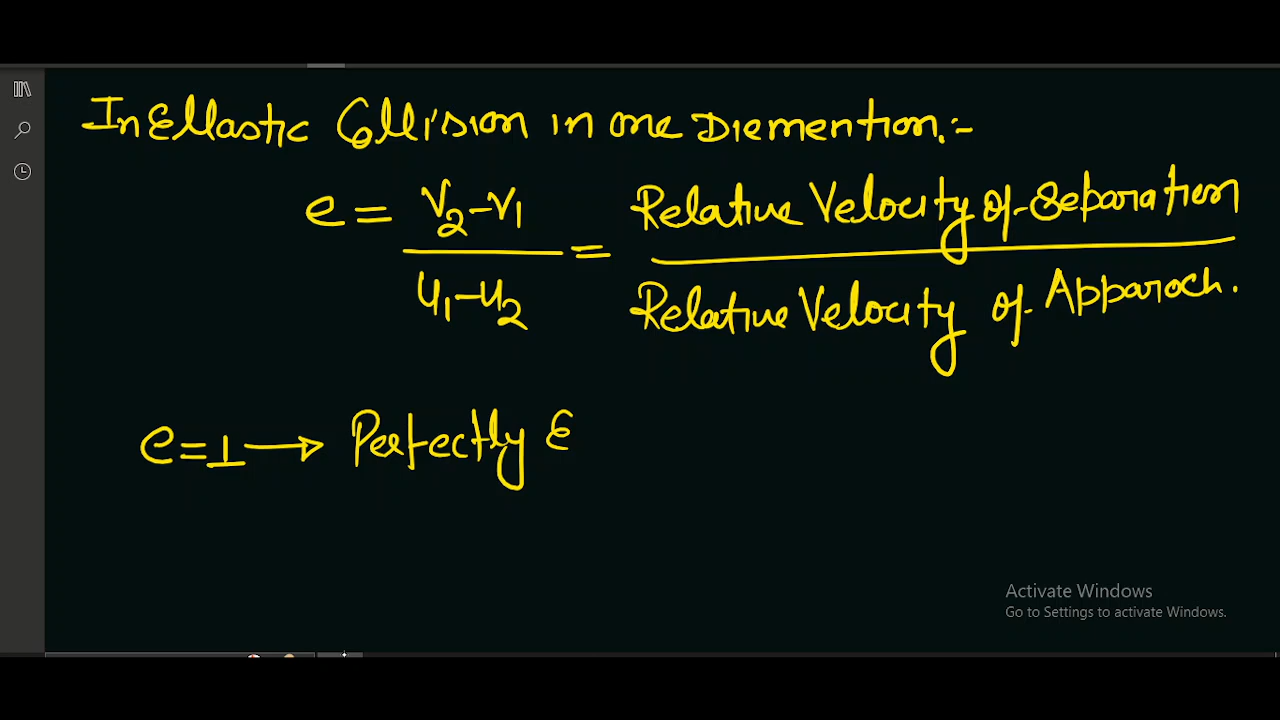 InEllastic Collision in one Diemention:-
e = V2-V1 / U1-U2 = Relative Velocity of Separation / Relative Velocity of Apparoch.
e=1 → Perfectly E
Activate Windows
Go to Settings to activate Windows.